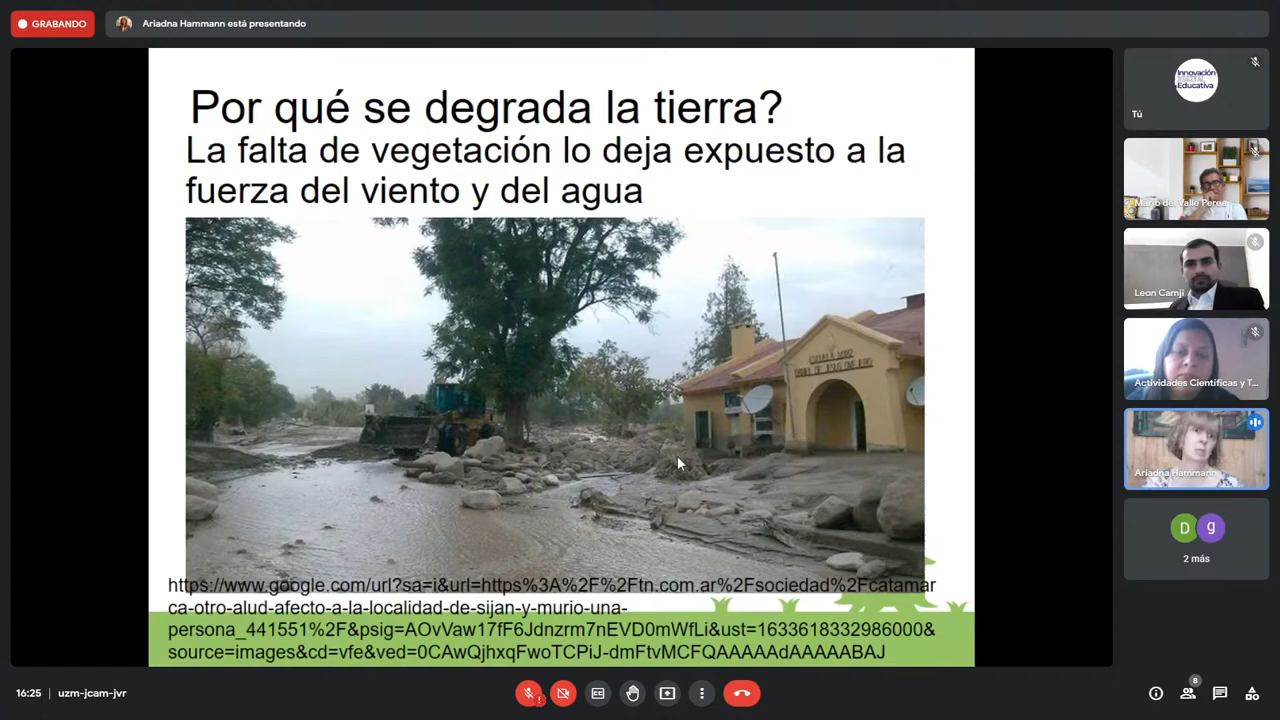 GRABANDO
Ariadna Hammann está presentando
Por qué se degrada la tierra?
La falta de vegetación lo deja expuesto a la
fuerza del viento y del agua
https://www.google.com/url?sa=i&url=https%3A%2F%2Ftn.com.ar%2Fsociedad%2Fcatamar
ca-otro-alud-afecto-a-la-localidad-de-sijan-y-murio-una-
persona_441551%2F&psig=AOvVaw17fF6Jdnzrm7nEVD0mWfLi&ust=1633618332986000&
source=images&cd=vfe&ved=0CAwQjhxqFwoTCPiJ-dmFtvMCFQAAAAAdAAAAABAJ
Innovación
Educativa
Tú
Mario del Valle Perea
Leon Camji
Actividades Científicas y T...
Ariadna Hammann
D
g
2 más
16:25
uzm-jcam-jvr
8